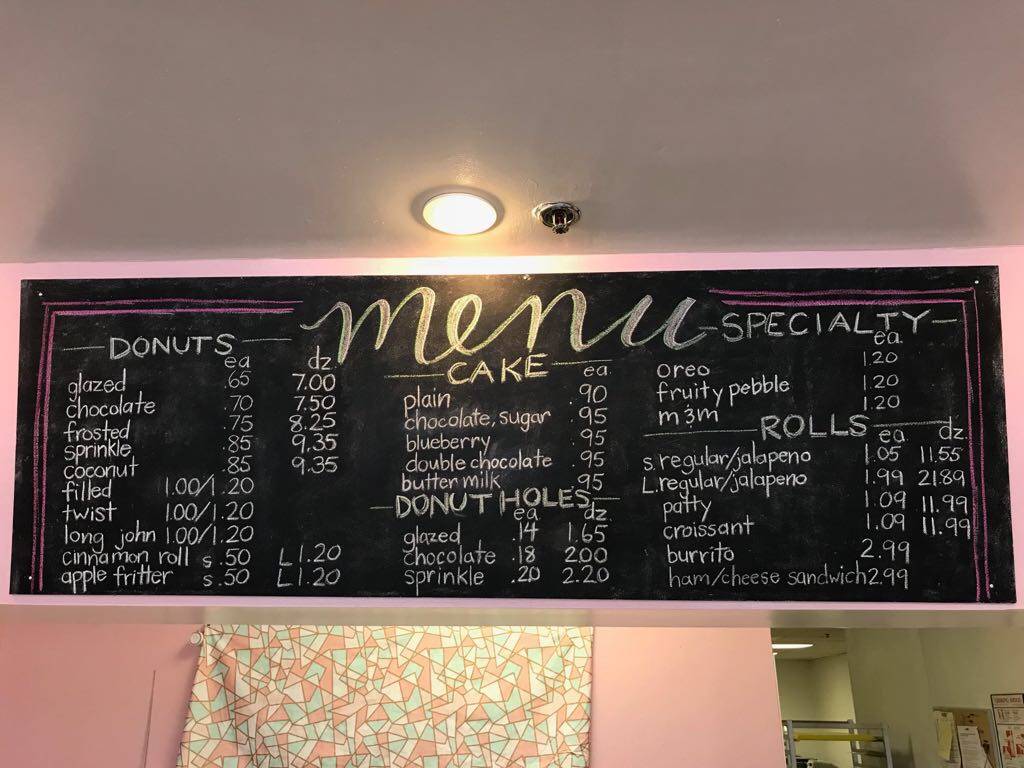 menu
DONUTS
ea dz.
glazed .65 7.00
chocolate .70 7.50
frosted .75 8.25
sprinkle .85 9.35
coconut .85 9.35
filled 1.00/1.20
twist 1.00/1.20
long john 1.00/1.20
cinnamon roll s .50 L 1.20
apple fritter s .50 L 1.20
CAKE
ea.
plain .90
chocolate, sugar .95
blueberry .95
double chocolate .95
butter milk .95
DONUT HOLES
ea dz.
glazed .14 1.65
chocolate .18 2.00
sprinkle .20 2.20
SPECIALTY
ea.
oreo 1.20
fruity pebble 1.20
m&m 1.20
ROLLS
ea dz.
s. regular/jalapeno 1.05 11.55
L. regular/jalapeno 1.99 21.89
patty 1.09 11.99
croissant 1.09 11.99
burrito 2.99
ham/cheese sandwich 2.99